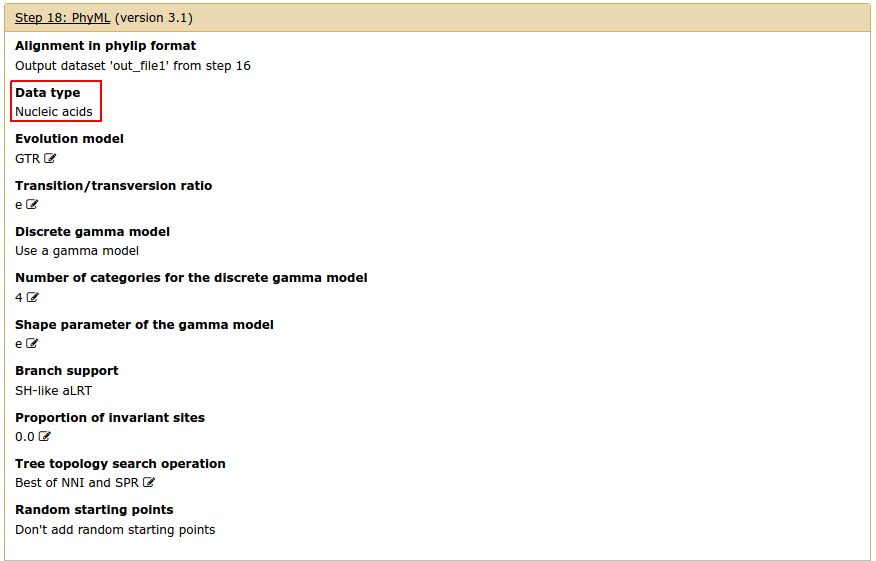 Step 18: PhyML (version 3.1)
Alignment in phylip format
Output dataset 'out_file1' from step 16
Data type
Nucleic acids
Evolution model
GTR
Transition/transversion ratio
e
Discrete gamma model
Use a gamma model
Number of categories for the discrete gamma model
4
Shape parameter of the gamma model
e
Branch support
SH-like aLRT
Proportion of invariant sites
0.0
Tree topology search operation
Best of NNI and SPR
Random starting points
Don't add random starting points